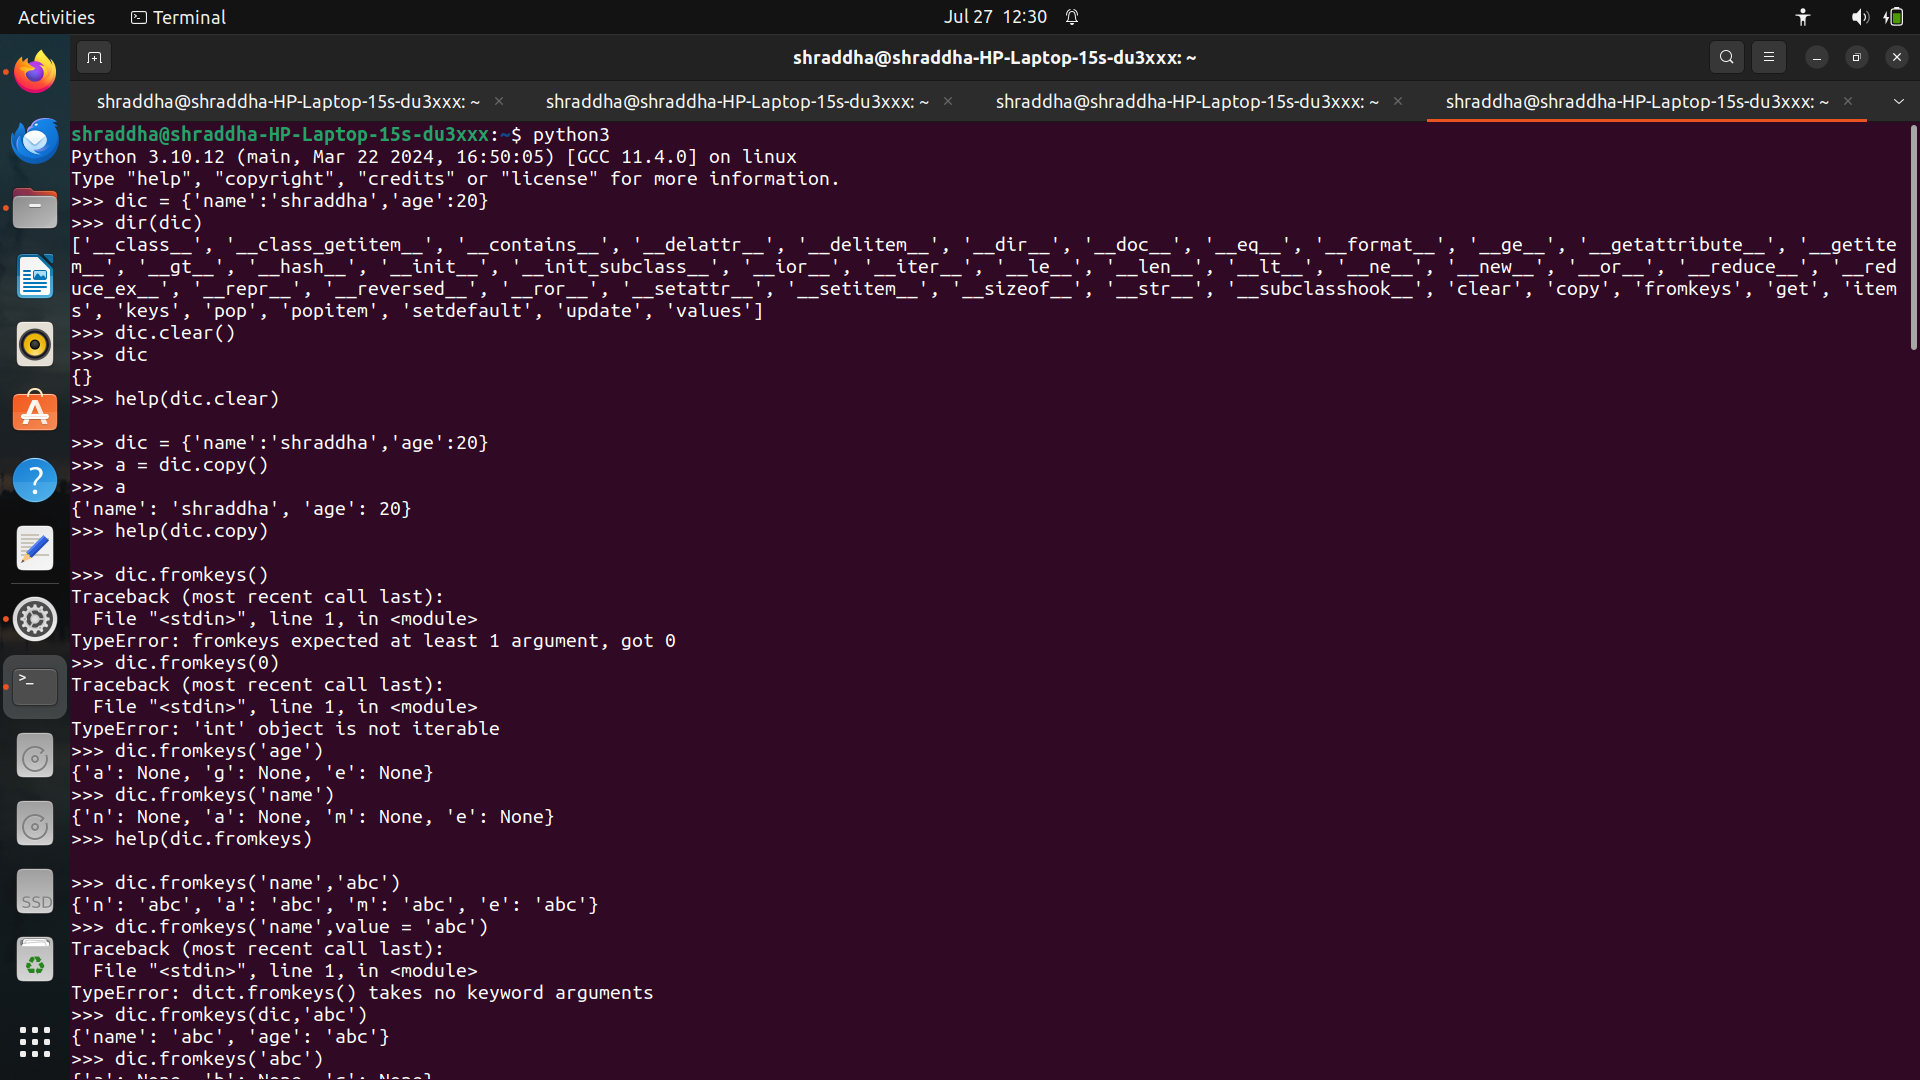 Activities Terminal Jul 27 12:30
shraddha@shraddha-HP-Laptop-15s-du3xxx: ~
shraddha@shraddha-HP-Laptop-15s-du3xxx: ~ × shraddha@shraddha-HP-Laptop-15s-du3xxx: ~ × shraddha@shraddha-HP-Laptop-15s-du3xxx: ~ × shraddha@shraddha-HP-Laptop-15s-du3xxx: ~ ×
shraddha@shraddha-HP-Laptop-15s-du3xxx:~$ python3
Python 3.10.12 (main, Mar 22 2024, 16:50:05) [GCC 11.4.0] on linux
Type "help", "copyright", "credits" or "license" for more information.
>>> dic = {'name':'shraddha','age':20}
>>> dir(dic)
['__class__', '__class_getitem__', '__contains__', '__delattr__', '__delitem__', '__dir__', '__doc__', '__eq__', '__format__', '__ge__', '__getattribute__', '__getite
m__', '__gt__', '__hash__', '__init__', '__init_subclass__', '__ior__', '__iter__', '__le__', '__len__', '__lt__', '__ne__', '__new__', '__or__', '__reduce__', '__red
uce_ex__', '__repr__', '__reversed__', '__ror__', '__setattr__', '__setitem__', '__sizeof__', '__str__', '__subclasshook__', 'clear', 'copy', 'fromkeys', 'get', 'item
s', 'keys', 'pop', 'popitem', 'setdefault', 'update', 'values']
>>> dic.clear()
>>> dic
{}
>>> help(dic.clear)
>>> dic = {'name':'shraddha','age':20}
>>> a = dic.copy()
>>> a
{'name': 'shraddha', 'age': 20}
>>> help(dic.copy)
>>> dic.fromkeys()
Traceback (most recent call last):
  File "<stdin>", line 1, in <module>
TypeError: fromkeys expected at least 1 argument, got 0
>>> dic.fromkeys(0)
Traceback (most recent call last):
  File "<stdin>", line 1, in <module>
TypeError: 'int' object is not iterable
>>> dic.fromkeys('age')
{'a': None, 'g': None, 'e': None}
>>> dic.fromkeys('name')
{'n': None, 'a': None, 'm': None, 'e': None}
>>> help(dic.fromkeys)
>>> dic.fromkeys('name','abc')
{'n': 'abc', 'a': 'abc', 'm': 'abc', 'e': 'abc'}
>>> dic.fromkeys('name',value = 'abc')
Traceback (most recent call last):
  File "<stdin>", line 1, in <module>
TypeError: dict.fromkeys() takes no keyword arguments
>>> dic.fromkeys(dic,'abc')
{'name': 'abc', 'age': 'abc'}
>>> dic.fromkeys('abc')
{'a': None, 'b': None, 'c': None}
SSD